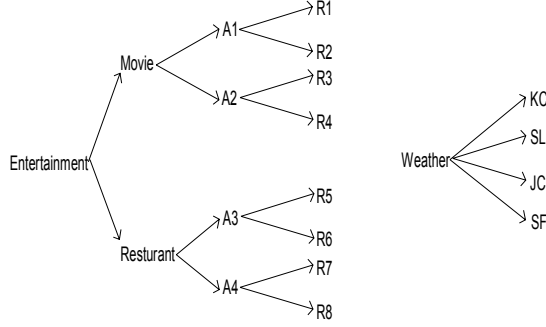 R1
A1
Movie
R2
R3
A2
R4
KC
SL
Entertainment
Weather
JC
R5
A3
R6
SF
Resturant
R7
A4
R8